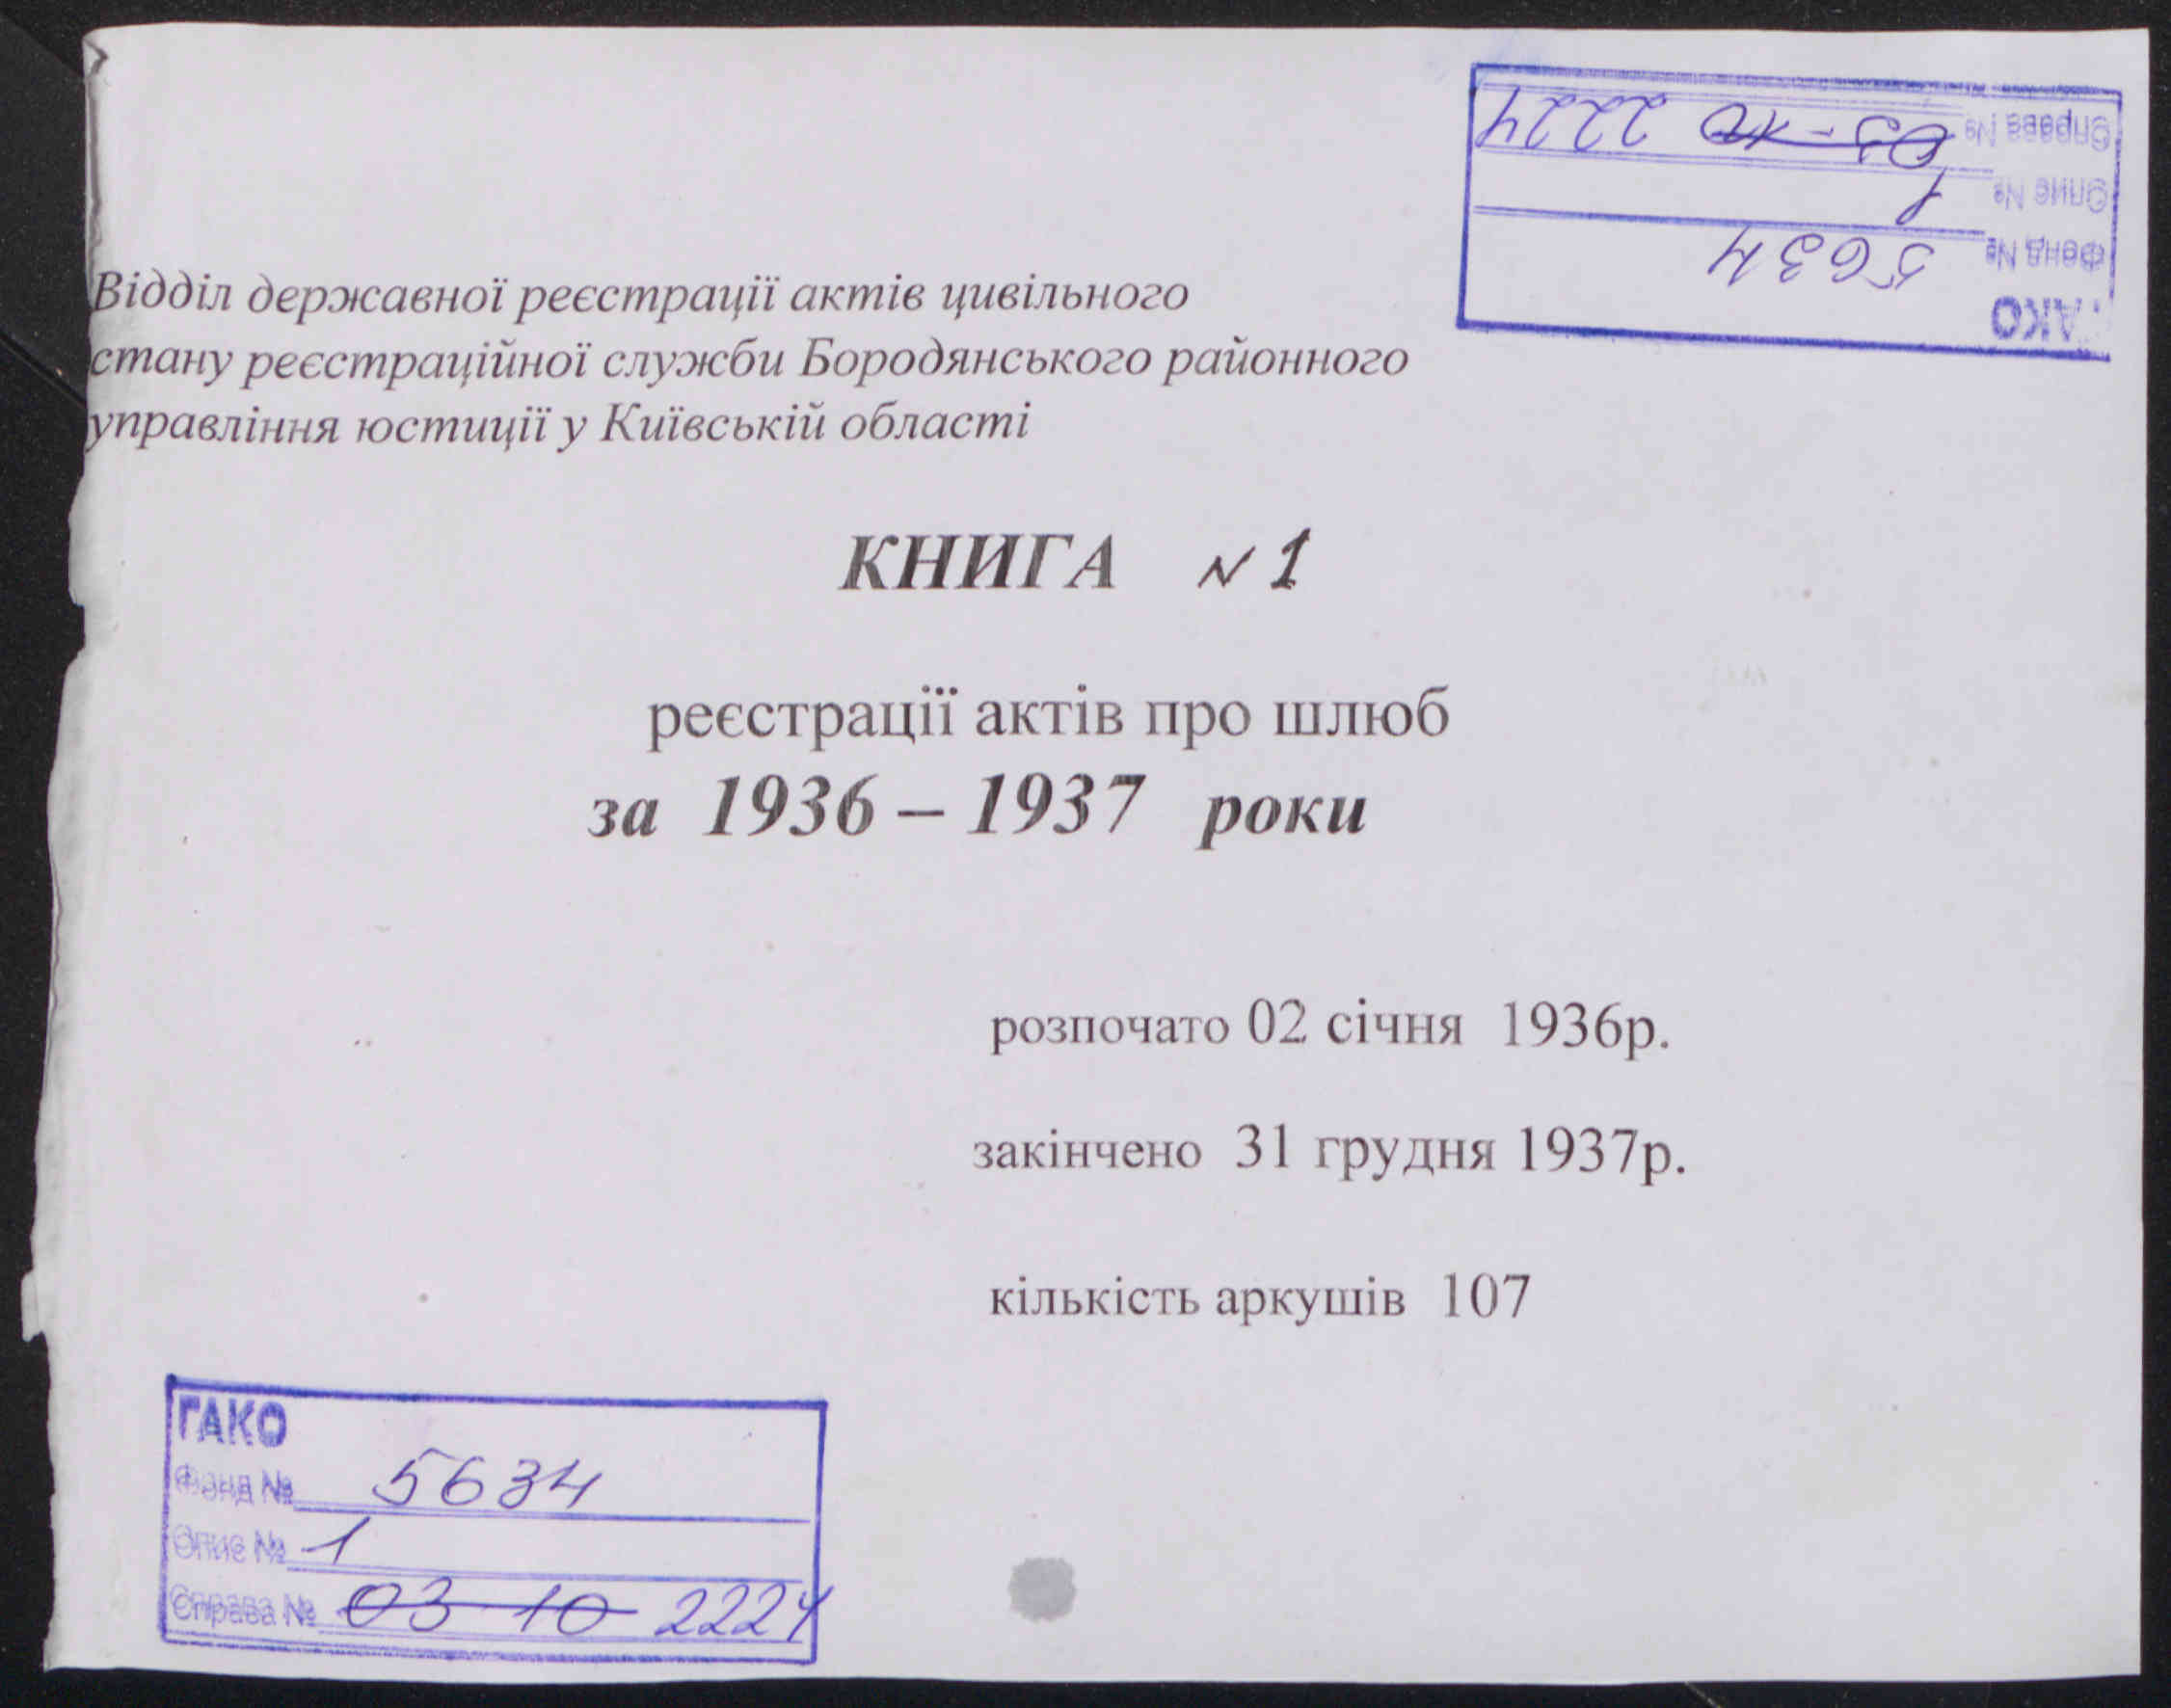 Відділ державної реєстрації актів цивільного
стану реєстраційної служби Бородянського районного
управління юстиції у Київській області
АКО
Фонд № 5634
Опис № 1
Справа № 03-10 2224
КНИГА N 1
реєстрації актів про шлюб
за 1936 – 1937 роки
розпочато 02 січня 1936р.
закінчено 31 грудня 1937р.
кількість аркушів 107
ГАКО
Фонд № 5634
Опис № 1
Справа № 03-10 2224